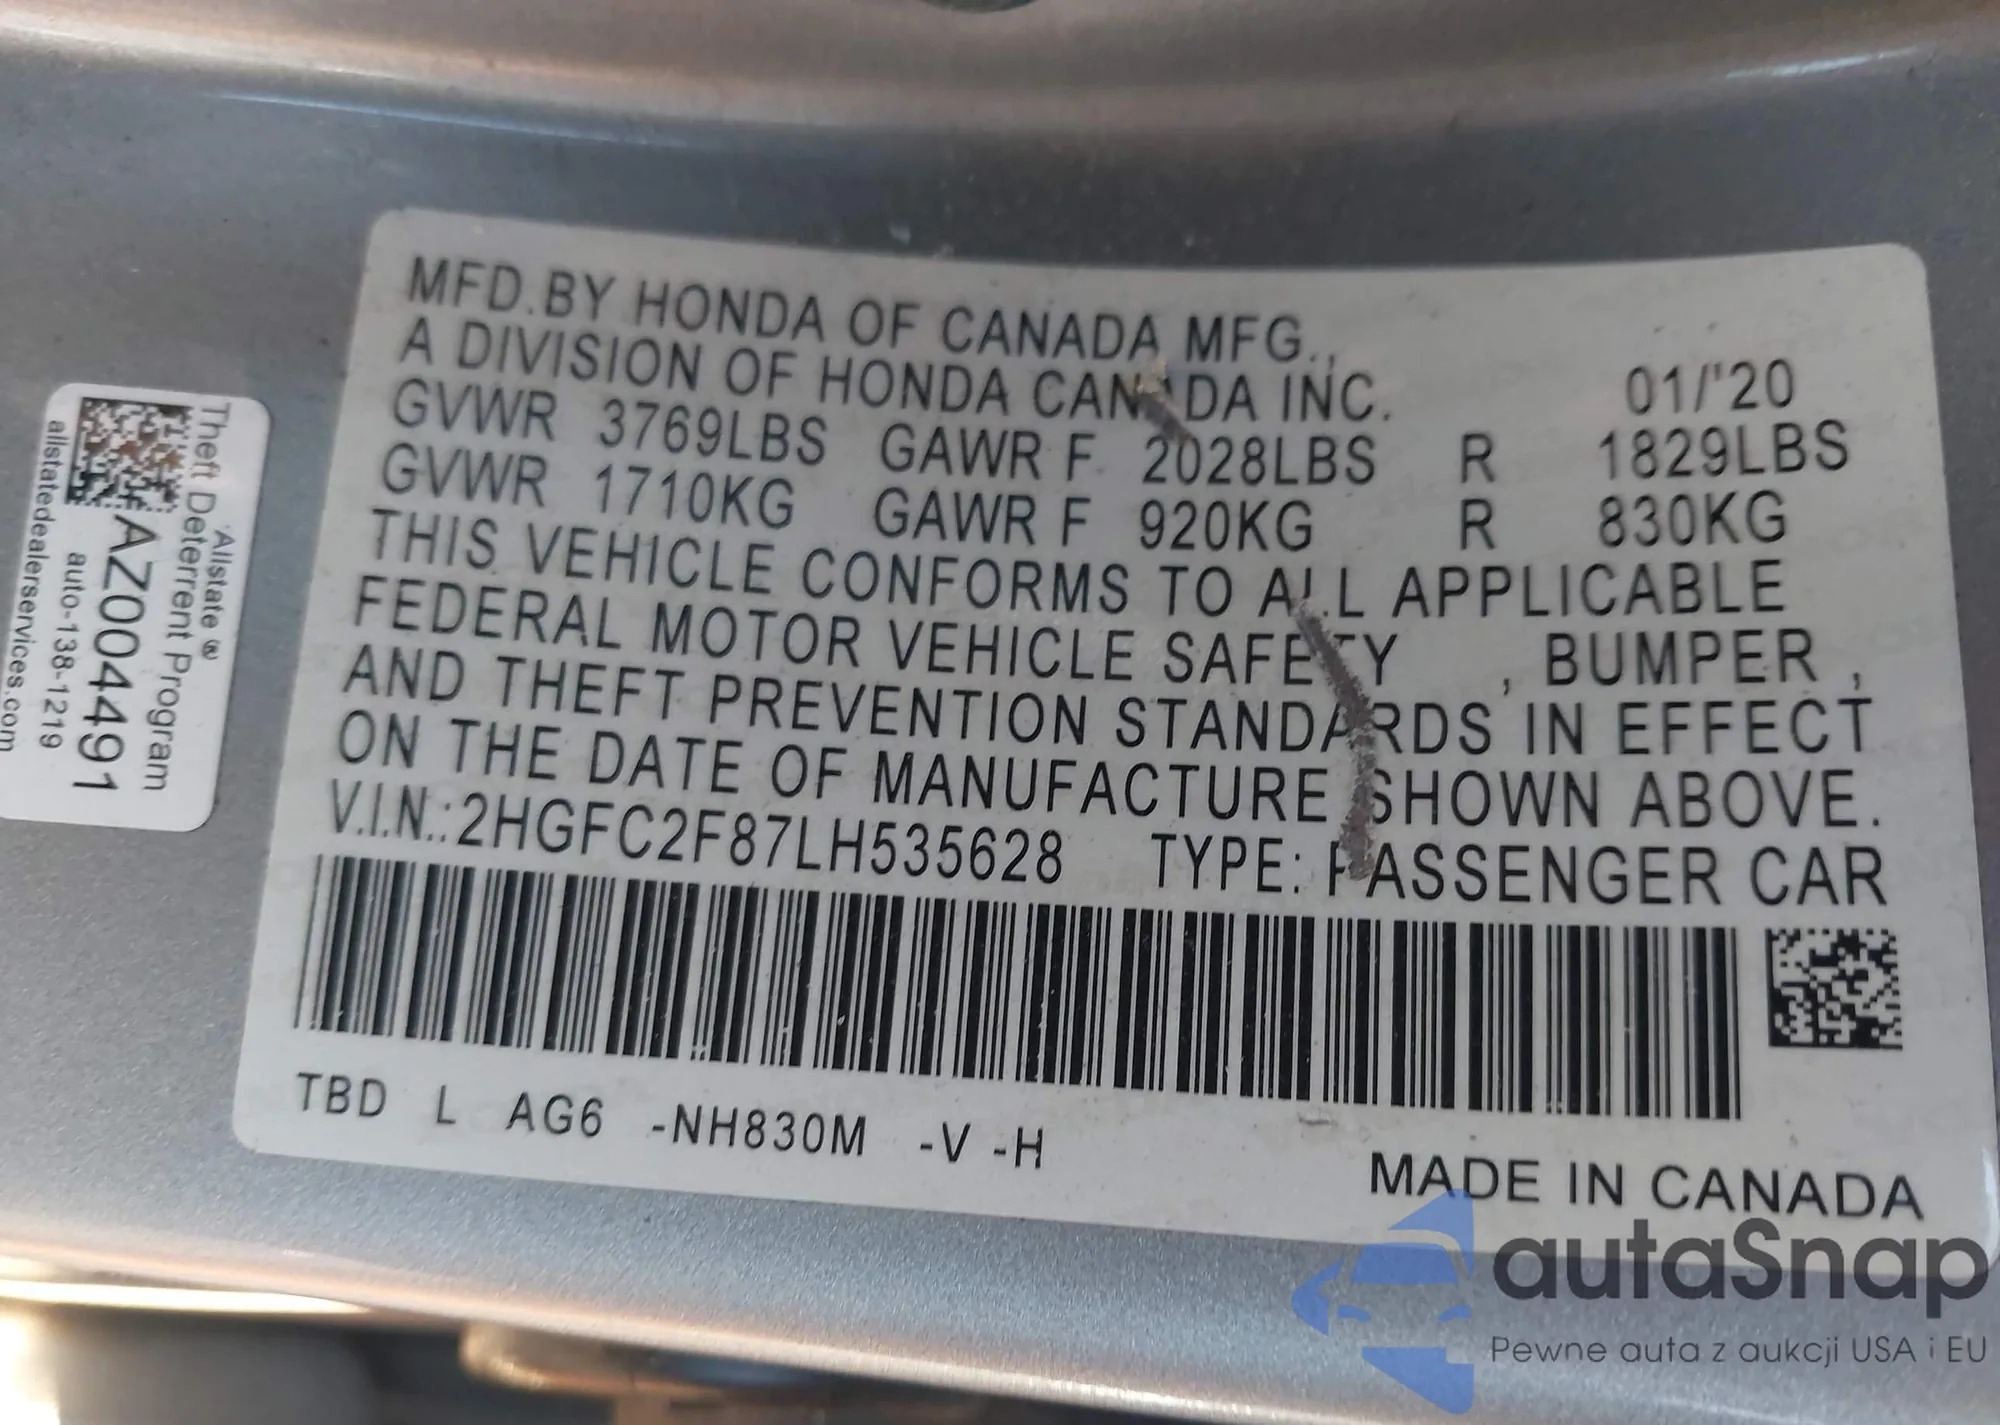 MFD.BY HONDA OF CANADA MFG.,
A DIVISION OF HONDA CANADA INC. 01/'20
GVWR 3769LBS GAWR F 2028LBS R 1829LBS
GVWR 1710KG GAWR F 920KG R 830KG
THIS VEHICLE CONFORMS TO ALL APPLICABLE
FEDERAL MOTOR VEHICLE SAFETY , BUMPER ,
AND THEFT PREVENTION STANDARDS IN EFFECT
ON THE DATE OF MANUFACTURE SHOWN ABOVE.
V.I.N.:2HGFC2F87LH535628 TYPE: PASSENGER CAR
TBD L AG6 -NH830M -V -H
MADE IN CANADA
Allstate ®
Theft Deterrent Program
AZ004491
auto-138-1219
allstatedealerservices.com
autaSnap
Pewne auta z aukcji USA i EU